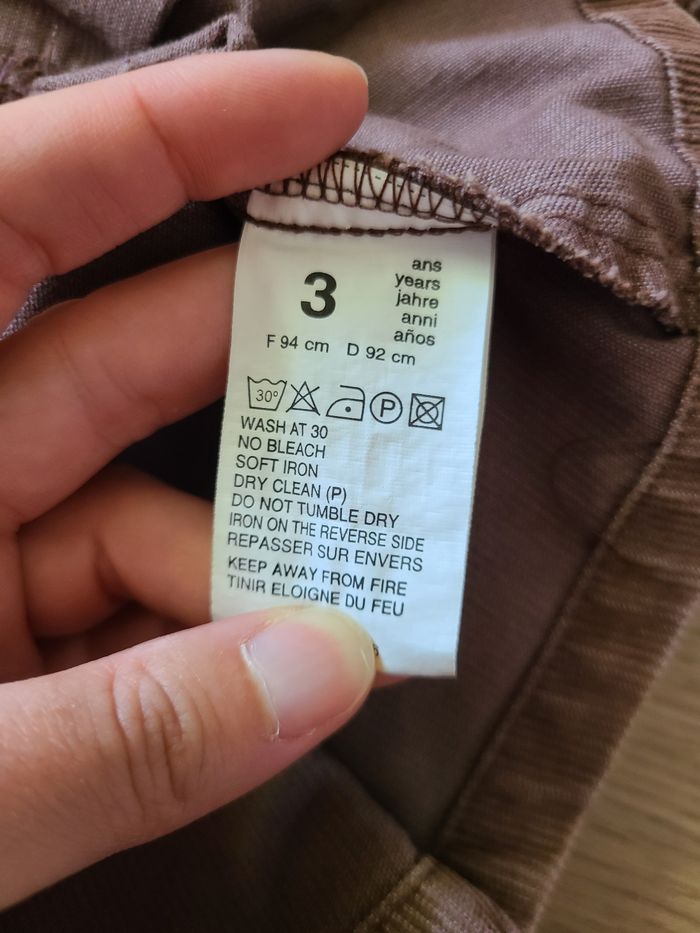 3
ans
years
jahre
anni
años
F 94 cm D 92 cm
30° P
WASH AT 30
NO BLEACH
SOFT IRON
DRY CLEAN (P)
DO NOT TUMBLE DRY
IRON ON THE REVERSE SIDE
REPASSER SUR ENVERS
KEEP AWAY FROM FIRE
TINIR ELOIGNE DU FEU